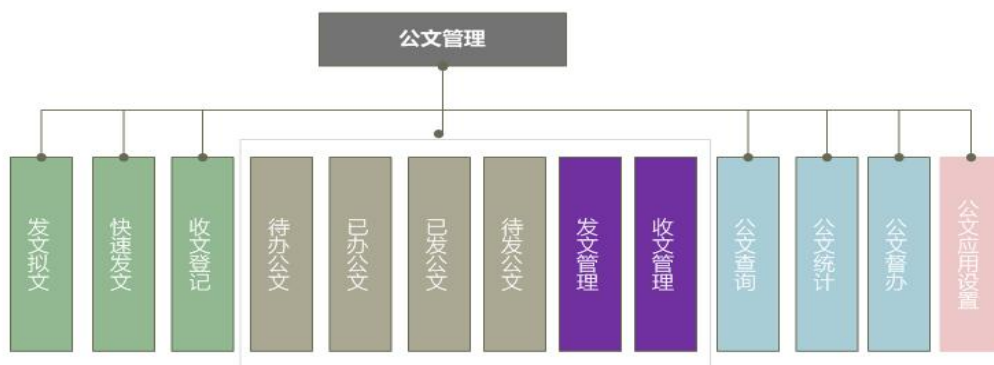 公文管理
发文拟文
快速发文
收文登记
待办公文
已办公文
已发公文
待发公文
发文管理
收文管理
公文查询
公文统计
公文督办
公文应用设置